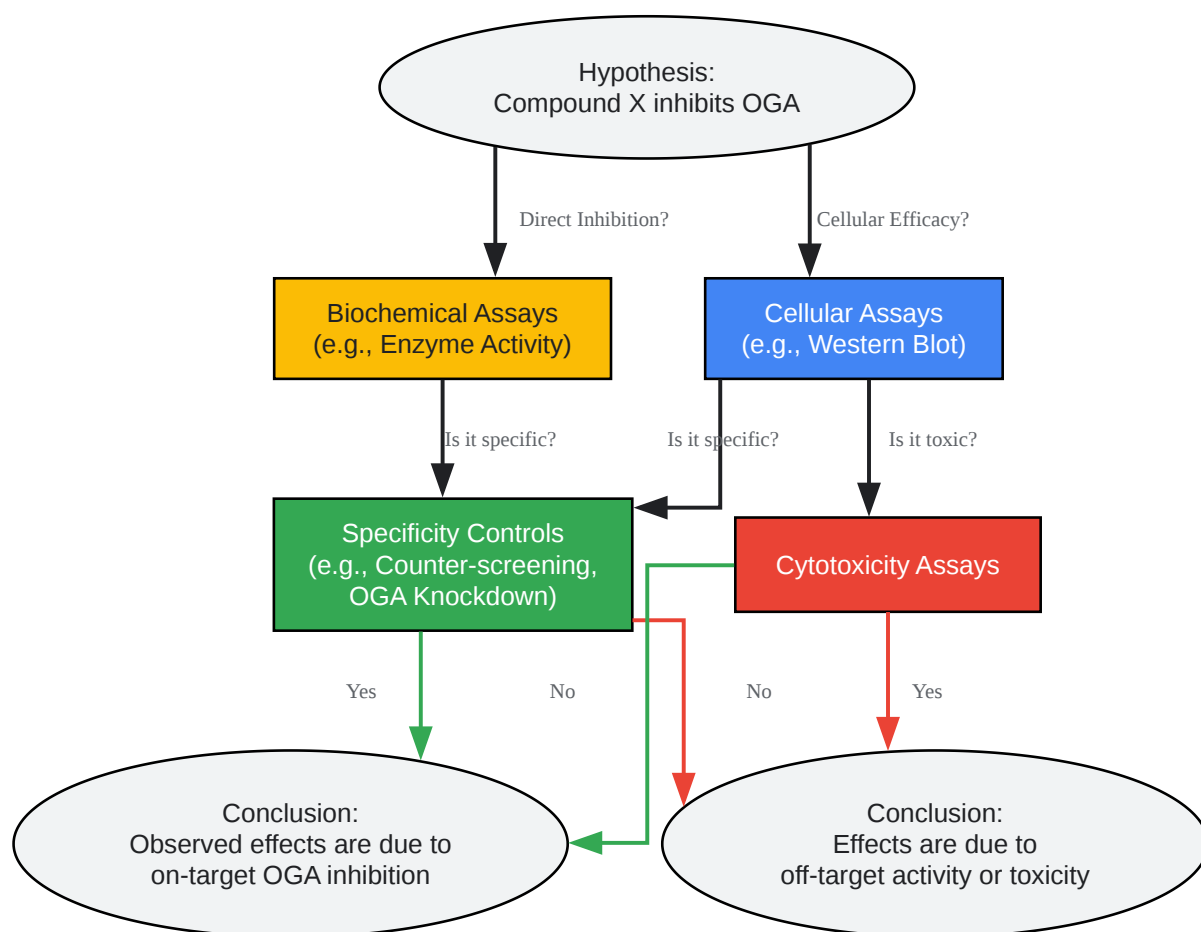 Hypothesis:
Compound X inhibits OGA
Direct Inhibition?
Cellular Efficacy?
Biochemical Assays
(e.g., Enzyme Activity)
Cellular Assays
(e.g., Western Blot)
Is it specific?
Is it specific?
Is it toxic?
Specificity Controls
(e.g., Counter-screening,
OGA Knockdown)
Cytotoxicity Assays
Yes
No
No
Yes
Conclusion:
Observed effects are due to
on-target OGA inhibition
Conclusion:
Effects are due to
off-target activity or toxicity